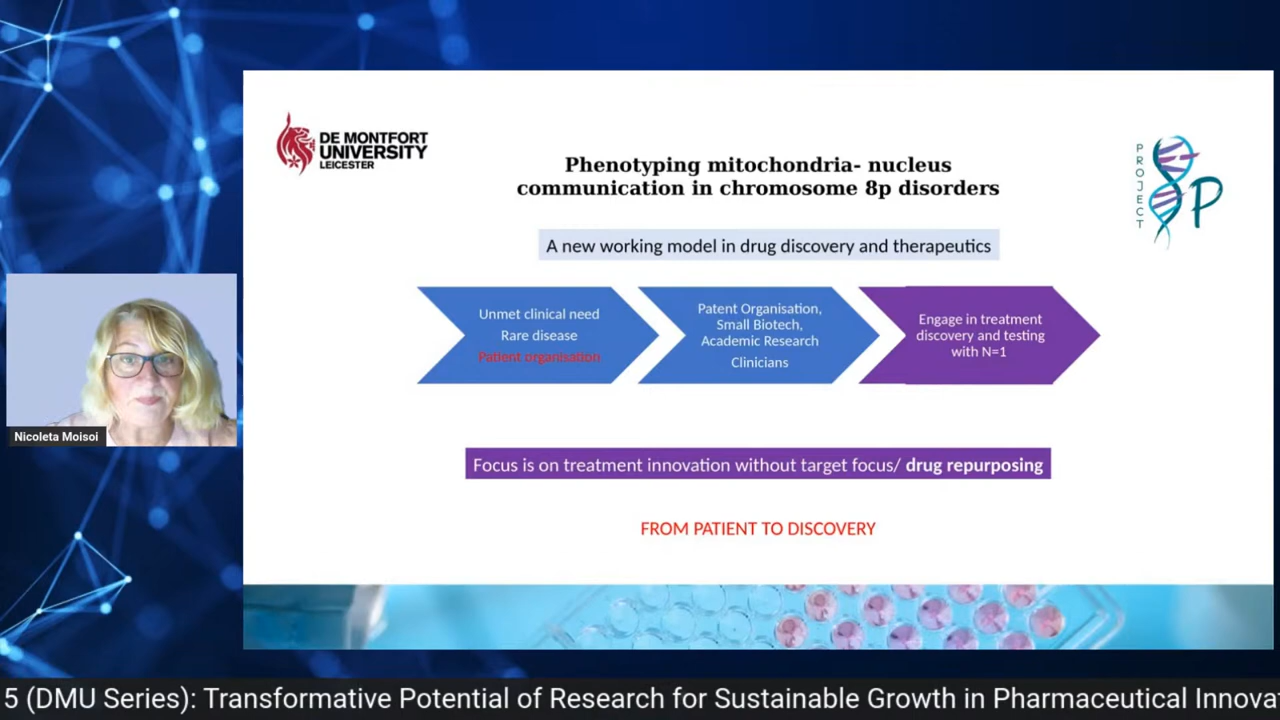 DE MONTFORT
UNIVERSITY
LEICESTER
Phenotyping mitochondria- nucleus
communication in chromosome 8p disorders
PROJECT
8P
A new working model in drug discovery and therapeutics
Unmet clinical need
Rare disease
Patient organisation
Patent Organisation,
Small Biotech,
Academic Research
Clinicians
Engage in treatment
discovery and testing
with N=1
Nicoleta Moisoi
Focus is on treatment innovation without target focus/ drug repurposing
FROM PATIENT TO DISCOVERY
5 (DMU Series): Transformative Potential of Research for Sustainable Growth in Pharmaceutical Innova